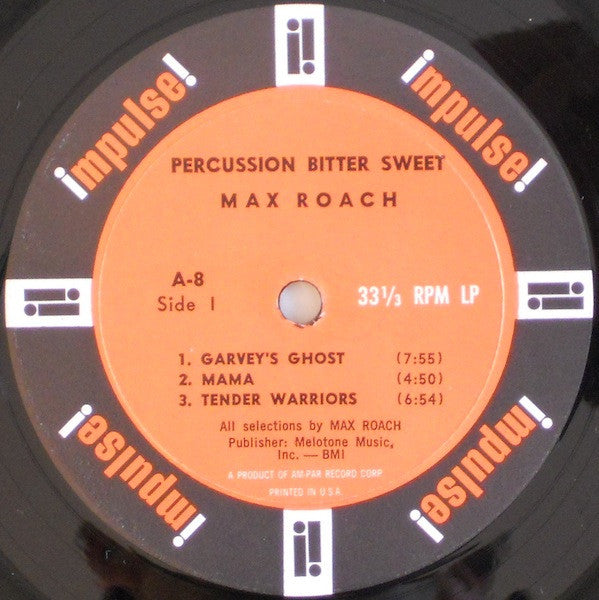 impulse!
impulse!
PERCUSSION BITTER SWEET
MAX ROACH
A-8
Side 1
33 1/3 RPM LP
1. GARVEY'S GHOST (7:55)
2. MAMA (4:50)
3. TENDER WARRIORS (6:54)
All selections by MAX ROACH
Publisher: Melotone Music,
Inc. — BMI
A PRODUCT OF AM-PAR RECORD CORP.
PRINTED IN U.S.A.
impulse!
impulse!